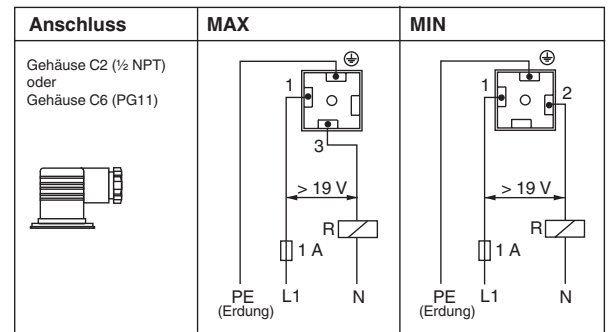 Anschluss
MAX
MIN
Gehäuse C2 (½ NPT)
oder
Gehäuse C6 (PG11)
1
3
> 19 V
R
1 A
PE
(Erdung)
L1
N
1
2
> 19 V
R
1 A
PE
(Erdung)
L1
N